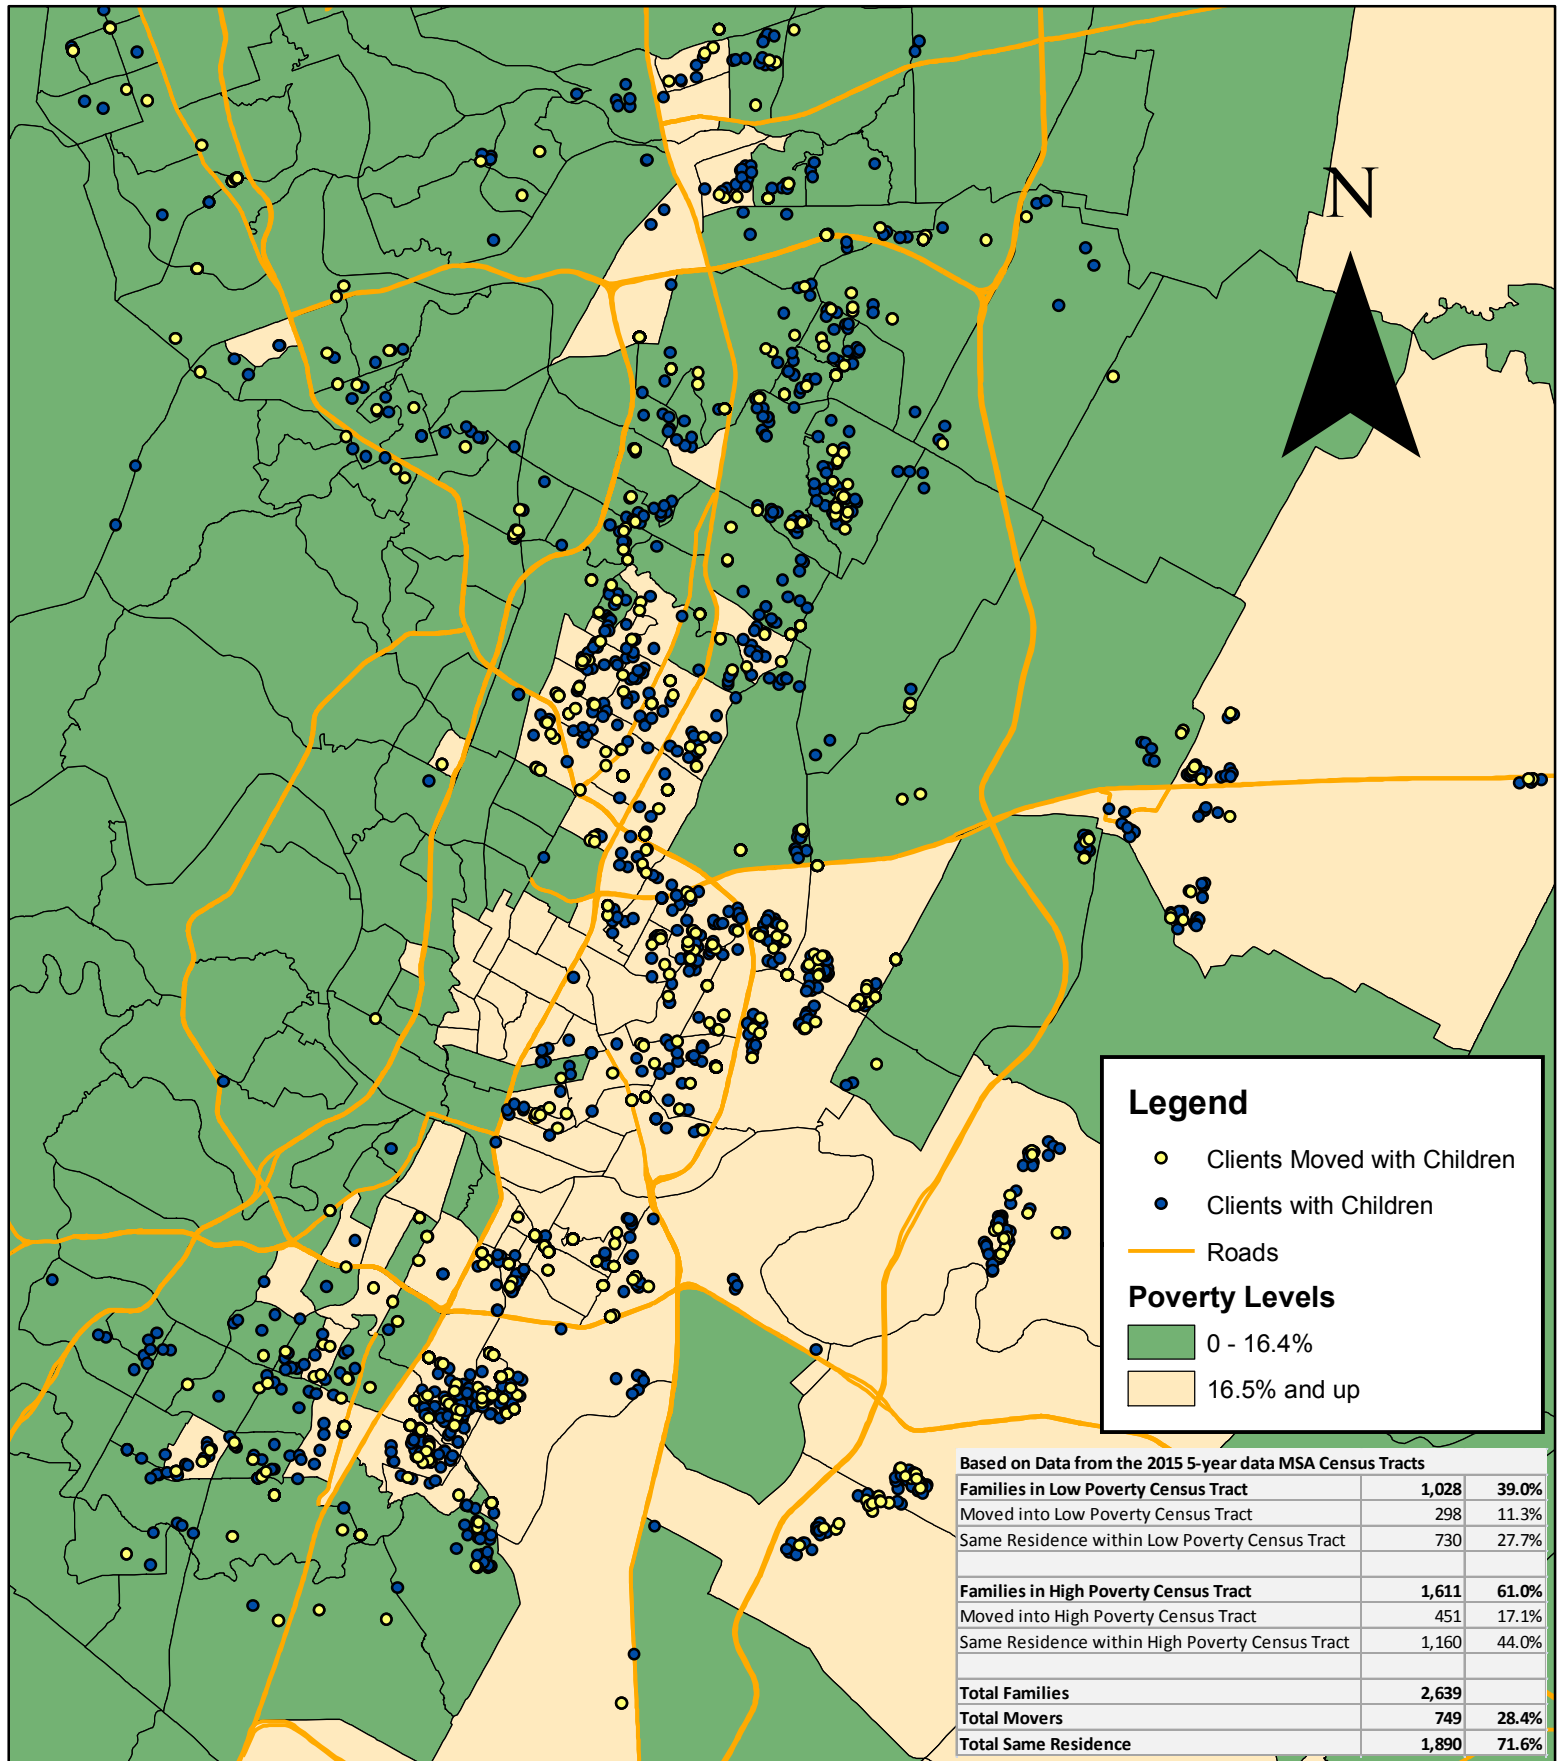 N
Legend
Clients Moved with Children
Clients with Children
Roads
Poverty Levels
0 - 16.4%
16.5% and up
Based on Data from the 2015 5-year data MSA Census Tracts
Families in Low Poverty Census Tract 1,028 39.0%
Moved into Low Poverty Census Tract 298 11.3%
Same Residence within Low Poverty Census Tract 730 27.7%
Families in High Poverty Census Tract 1,611 61.0%
Moved into High Poverty Census Tract 451 17.1%
Same Residence within High Poverty Census Tract 1,160 44.0%
Total Families 2,639
Total Movers 749 28.4%
Total Same Residence 1,890 71.6%